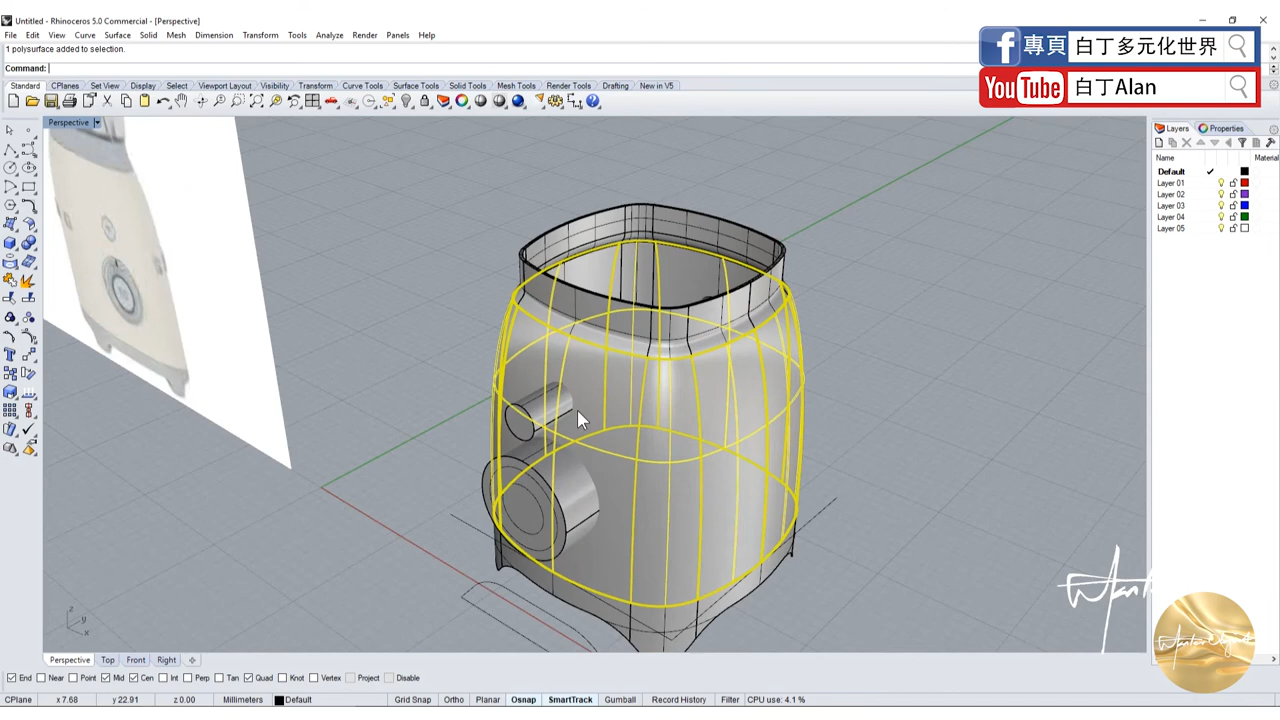 Untitled - Rhinoceros 5.0 Commercial - [Perspective]
File Edit View Curve Surface Solid Mesh Dimension Transform Tools Analyze Render Panels Help
1 polysurface added to selection.
Command:
專頁 白丁多元化世界
YouTube 白丁Alan
Standard CPlanes Set View Display Select Viewport Layout Visibility Transform Curve Tools Surface Tools Solid Tools Mesh Tools Render Tools Drafting New in V5
Perspective
Layers Properties
Name Material
Default
Layer 01
Layer 02
Layer 03
Layer 04
Layer 05
z
y
x
Perspective Top Front Right
End Near Point Mid Cen Int Perp Tan Quad Knot Vertex Project Disable
CPlane x 7.68 y 22.91 z 0.00 Millimeters Default Grid Snap Ortho Planar Osnap SmartTrack Gumball Record History Filter CPU use: 4.1 %